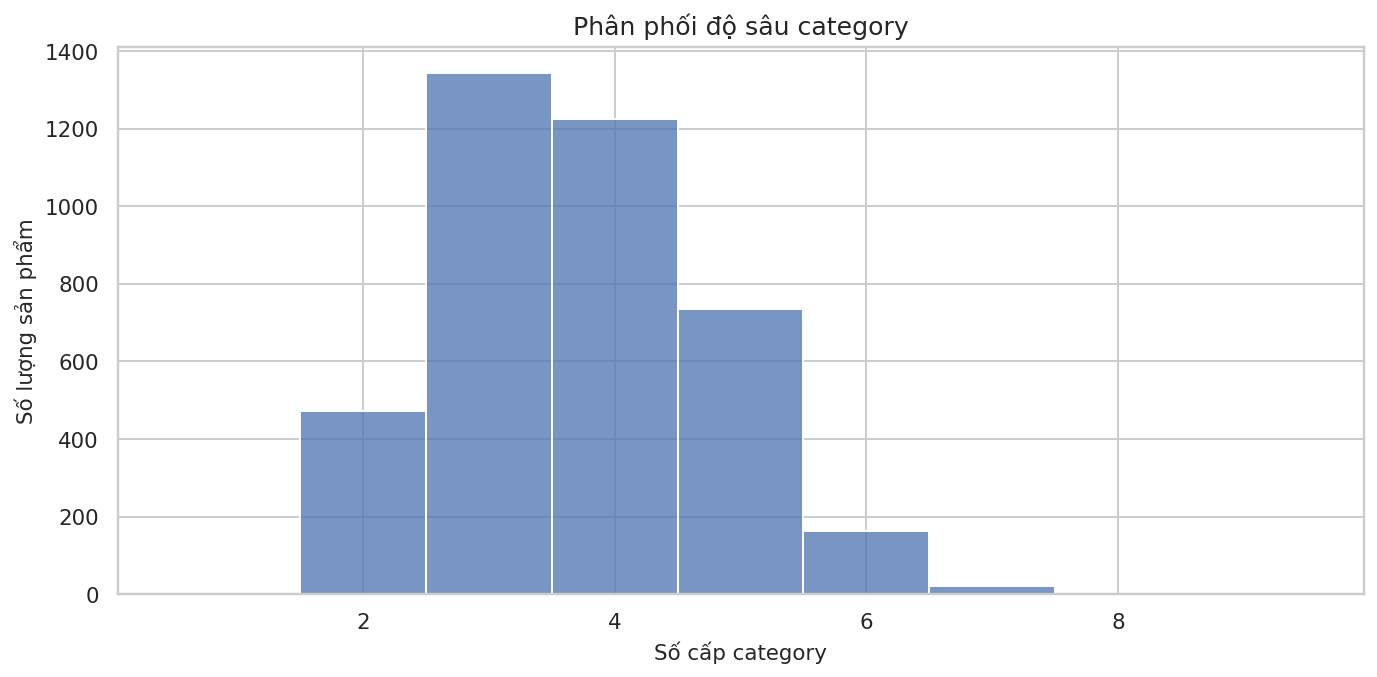 Phân phối độ sâu category
1400
1200
1000
800
600
400
200
0
Số lượng sản phẩm
2 4 6 8
Số cấp category